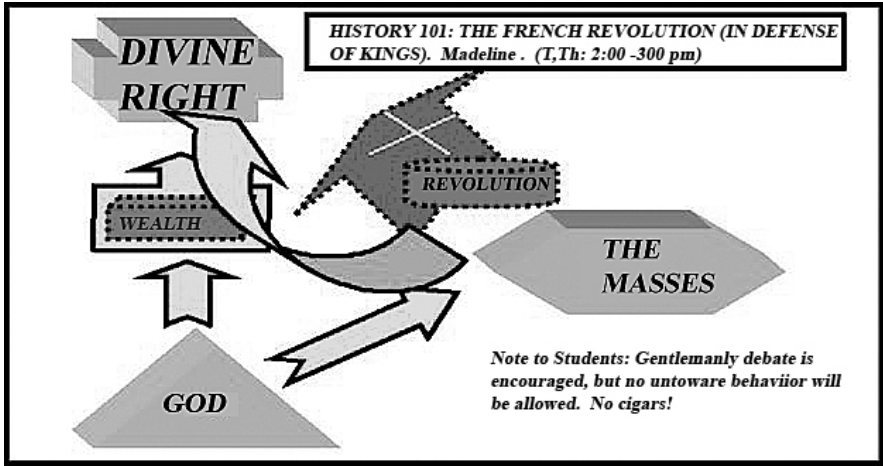 HISTORY 101: THE FRENCH REVOLUTION (IN DEFENSE
OF KINGS). Madeline . (T,Th: 2:00 -300 pm)
DIVINE
RIGHT
REVOLUTION
WEALTH
THE
MASSES
GOD
Note to Students: Gentlemanly debate is
encouraged, but no untoware behaviior will
be allowed. No cigars!